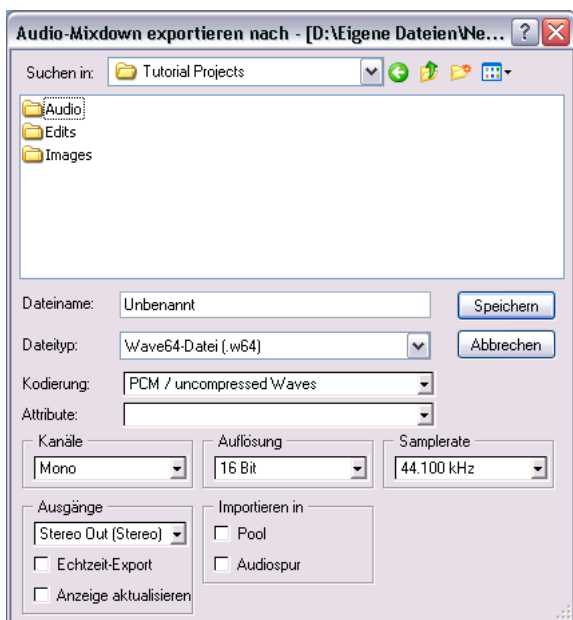 Audio-Mixdown exportieren nach - [D:\Eigene Dateien\Ne...
Suchen in: Tutorial Projects
Audio
Edits
Images
Dateiname: Unbenannt Speichern
Dateityp: Wave64-Datei (.w64) Abbrechen
Kodierung: PCM / uncompressed Waves
Attribute:
Kanäle Auflösung Samplerate
Mono 16 Bit 44.100 kHz
Ausgänge Importieren in
Stereo Out (Stereo) Pool
Echtzeit-Export Audiospur
Anzeige aktualisieren